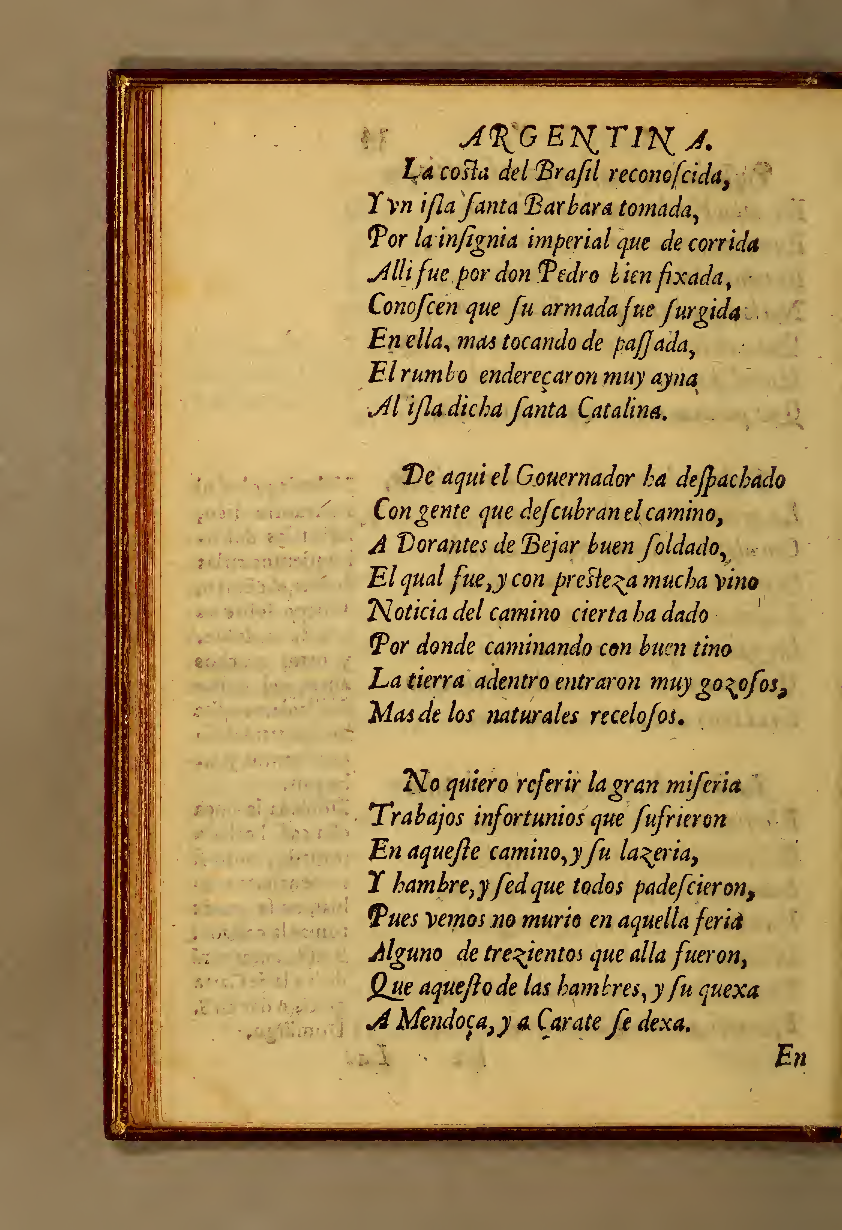 ARGENTINA.
La costa del Brasil reconoſcida,
Y vn iſla ſanta Barbara tomada,
Por la inſignia imperial que de corrida
Alli fue por don Pedro bien fixada,
Conoſcen que ſu armada fue ſurgida
En ella, mas tocando de paſſada,
El rumbo endereçaron muy ayna
Al iſla dicha ſanta Catalina.
De aqui el Gouernador ha deſpachado
Con gente que deſcubran el camino,
A Dorantes de Bejar buen ſoldado,
El qual fue, y con preſteza mucha vino
Noticia del camino cierta ha dado
Por donde caminando con buen tino
La tierra adentro entraron muy gozoſos,
Mas de los naturales receloſos.
No quiero referir la gran miſeria
Trabajos infortunios que ſufrieron
En aqueſte camino, y ſu lazeria,
Y hambre, y ſed que todos padeſcieron,
Pues vemos no murio en aquella feria
Alguno de trezientos que alla fueron,
Que aqueſto de las hambres, y ſu quexa
A Mendoça, y a Çarate ſe dexa.
En